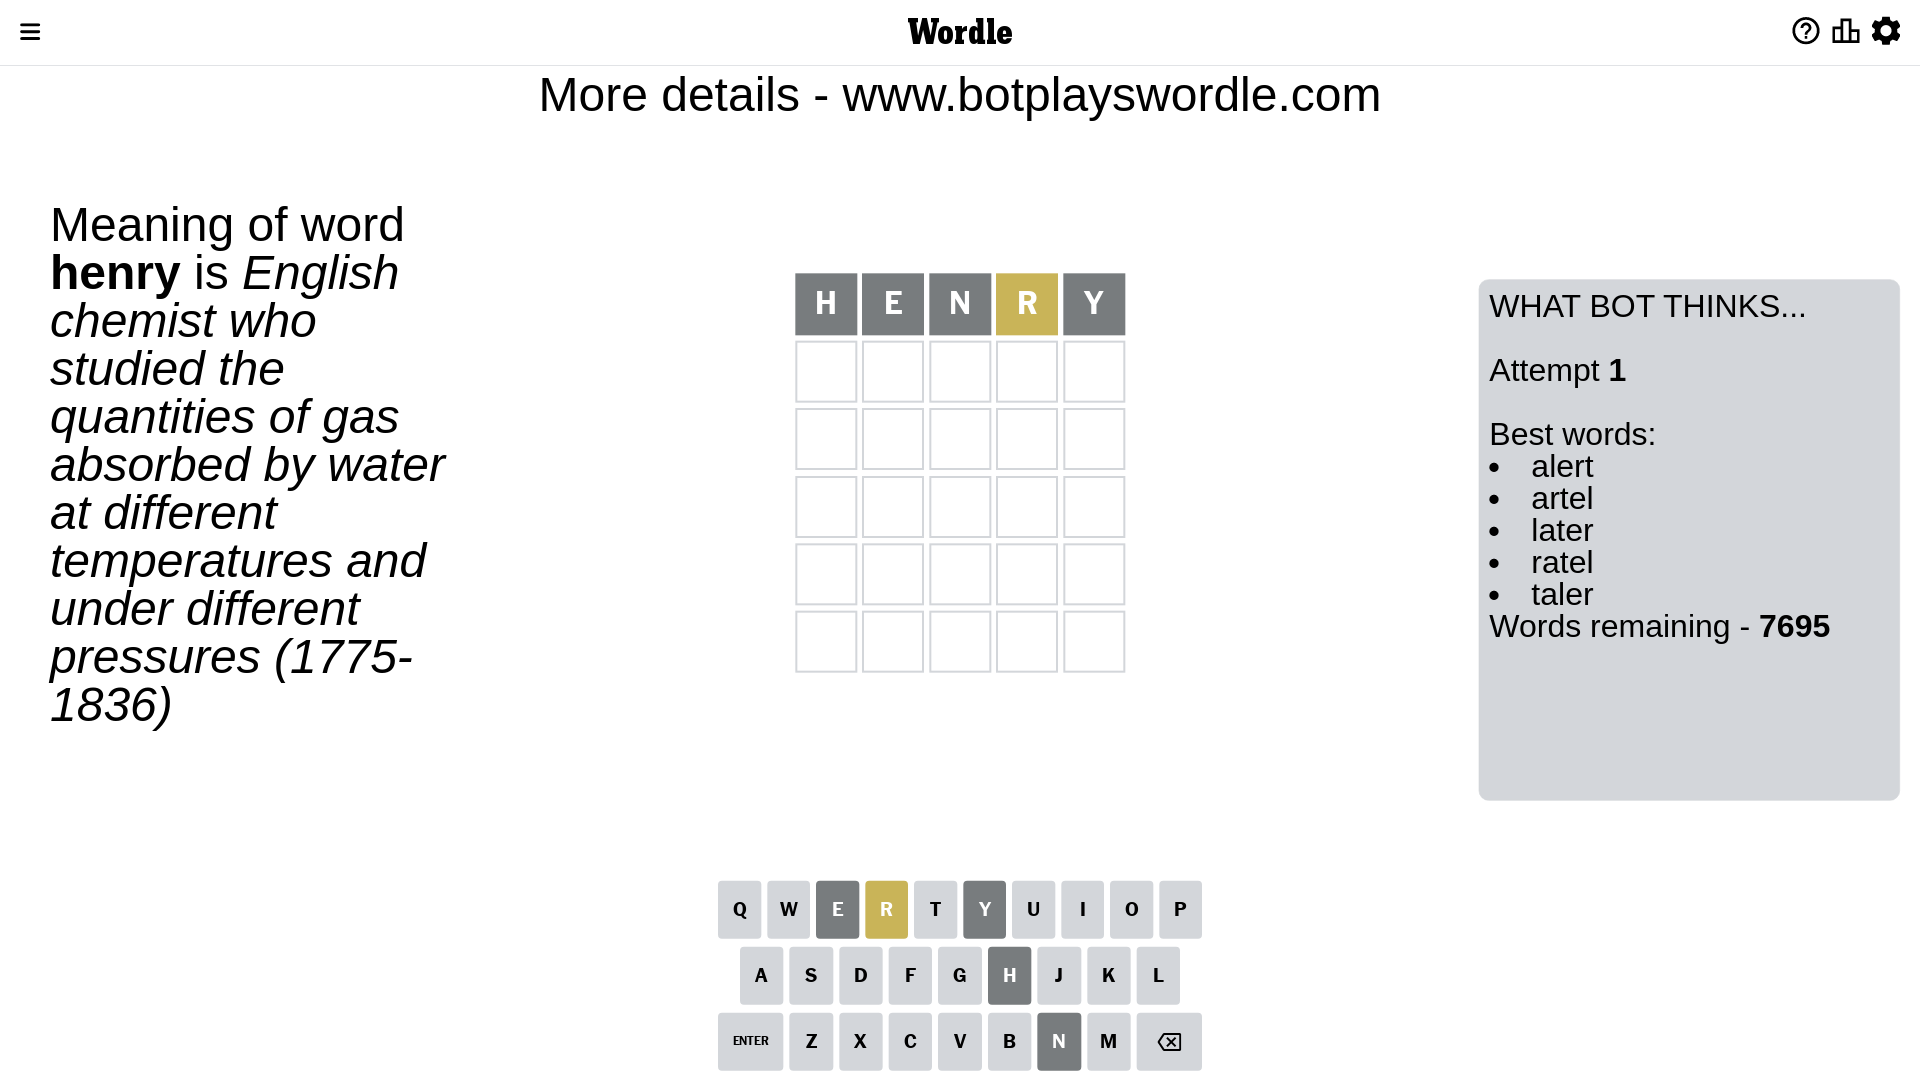 Wordle
More details - www.botplayswordle.com
Meaning of word
henry is English
chemist who
studied the
quantities of gas
absorbed by water
at different
temperatures and
under different
pressures (1775-
1836)
H E N R Y
WHAT BOT THINKS...
Attempt 1
Best words:
• alert
• artel
• later
• ratel
• taler
Words remaining - 7695
Q W E R T Y U I O P
A S D F G H J K L
ENTER Z X C V B N M